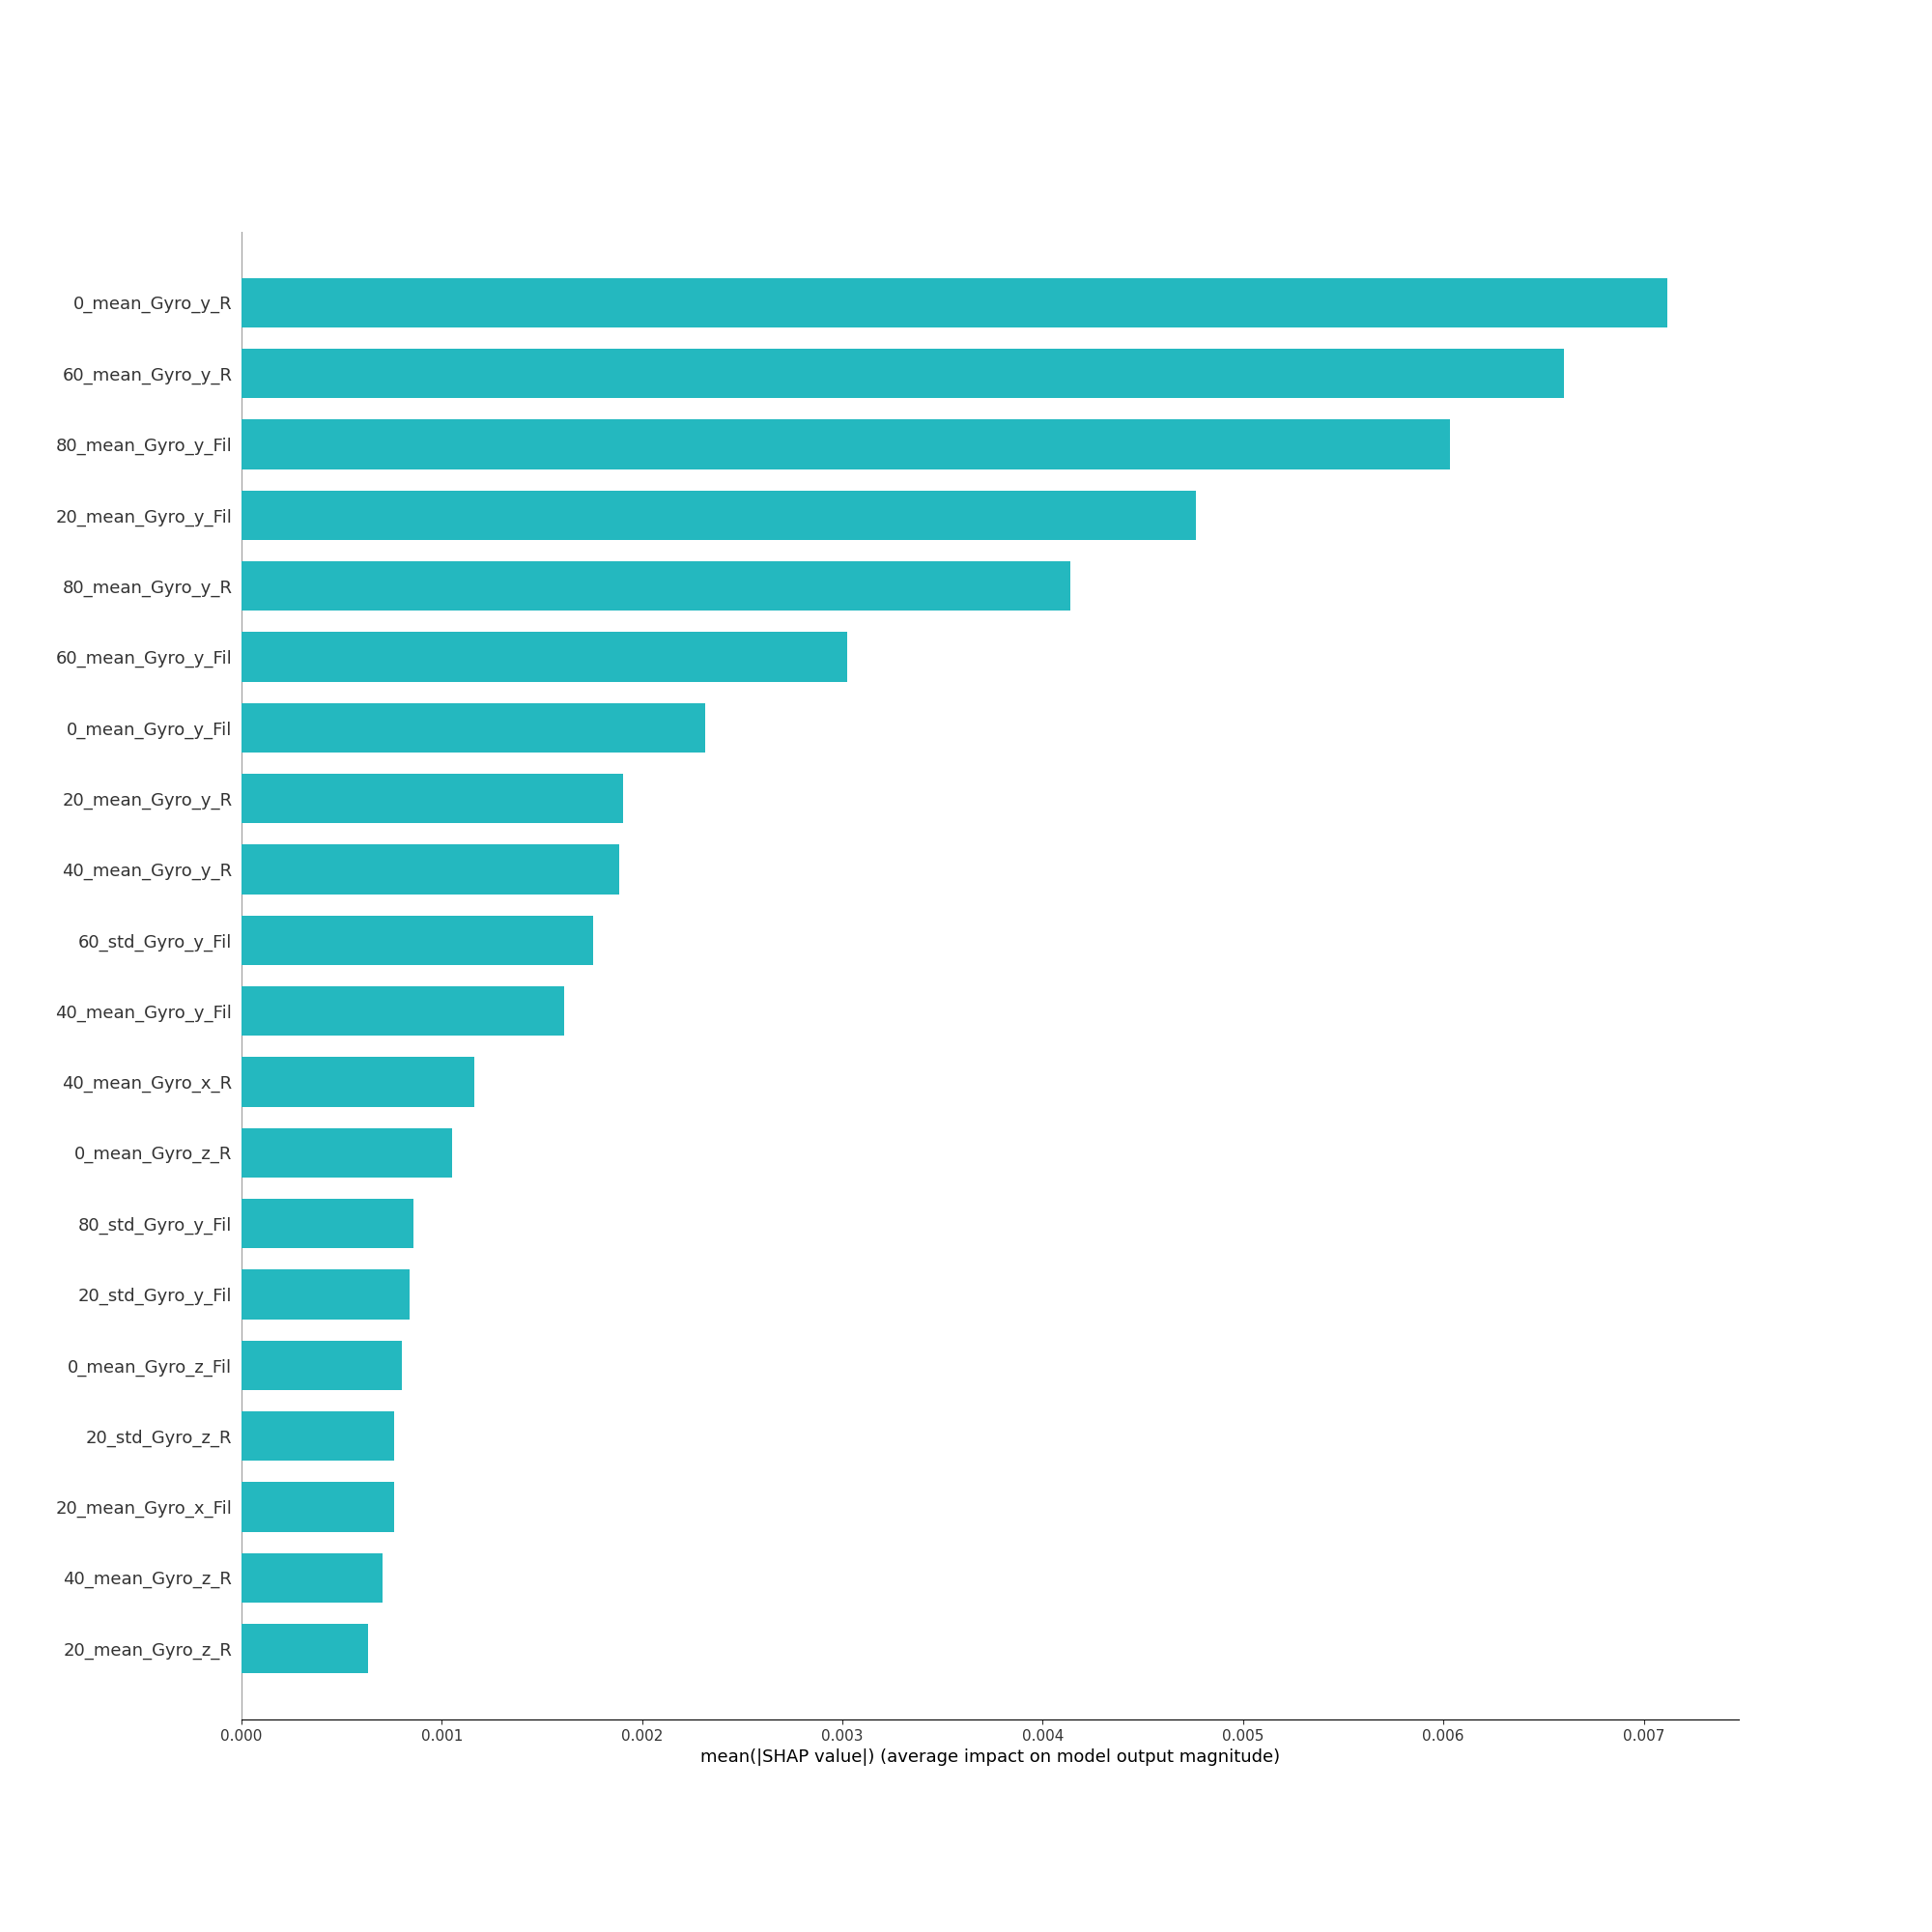 0_mean_Gyro_y_R
60_mean_Gyro_y_R
80_mean_Gyro_y_Fil
20_mean_Gyro_y_Fil
80_mean_Gyro_y_R
60_mean_Gyro_y_Fil
0_mean_Gyro_y_Fil
20_mean_Gyro_y_R
40_mean_Gyro_y_R
60_std_Gyro_y_Fil
40_mean_Gyro_y_Fil
40_mean_Gyro_x_R
0_mean_Gyro_z_R
80_std_Gyro_y_Fil
20_std_Gyro_y_Fil
0_mean_Gyro_z_Fil
20_std_Gyro_z_R
20_mean_Gyro_x_Fil
40_mean_Gyro_z_R
20_mean_Gyro_z_R
0.000 0.001 0.002 0.003 0.004 0.005 0.006 0.007
mean(|SHAP value|) (average impact on model output magnitude)